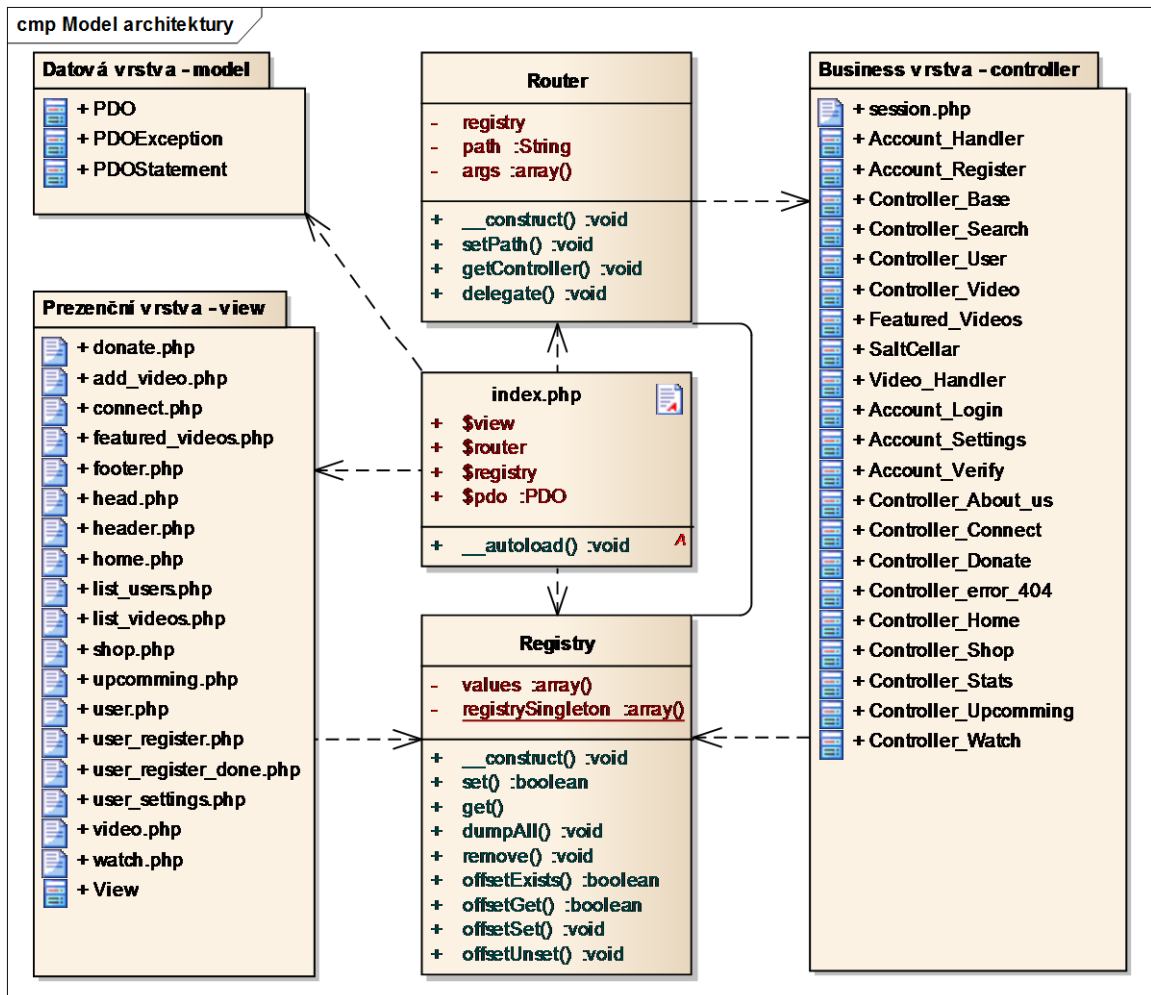 cmp Model architektury
Datová vrstva - model
+ PDO
+ PDOException
+ PDOStatement
Prezenční vrstva - view
+ donate.php
+ add_video.php
+ connect.php
+ featured_videos.php
+ footer.php
+ head.php
+ header.php
+ home.php
+ list_users.php
+ list_videos.php
+ shop.php
+ upcomming.php
+ user.php
+ user_register.php
+ user_register_done.php
+ user_settings.php
+ video.php
+ watch.php
+ View
Router
- registry
- path :String
- args :array()
+ __construct() :void
+ setPath() :void
+ getController() :void
+ delegate() :void
index.php
+ $view
+ $router
+ $registry
+ $pdo :PDO
+ __autoload() :void
Registry
- values :array()
- registrySingleton :array()
+ __construct() :void
+ set() :boolean
+ get()
+ dumpAll() :void
+ remove() :void
+ offsetExists() :boolean
+ offsetGet() :boolean
+ offsetSet() :void
+ offsetUnset() :void
Business vrstva - controller
+ session.php
+ Account_Handler
+ Account_Register
+ Controller_Base
+ Controller_Search
+ Controller_User
+ Controller_Video
+ Featured_Videos
+ SaltCellar
+ Video_Handler
+ Account_Login
+ Account_Settings
+ Account_Verify
+ Controller_About_us
+ Controller_Connect
+ Controller_Donate
+ Controller_error_404
+ Controller_Home
+ Controller_Shop
+ Controller_Stats
+ Controller_Upcomming
+ Controller_Watch